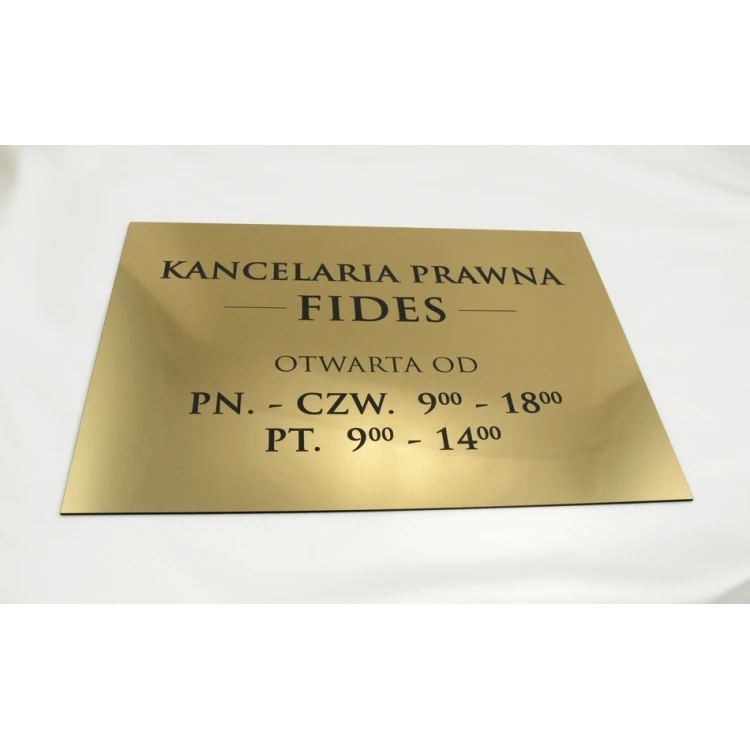 KANCELARIA PRAWNA
FIDES
OTWARTA OD
PN. - CZW. 9⁰⁰ - 18⁰⁰
PT. 9⁰⁰ - 14⁰⁰